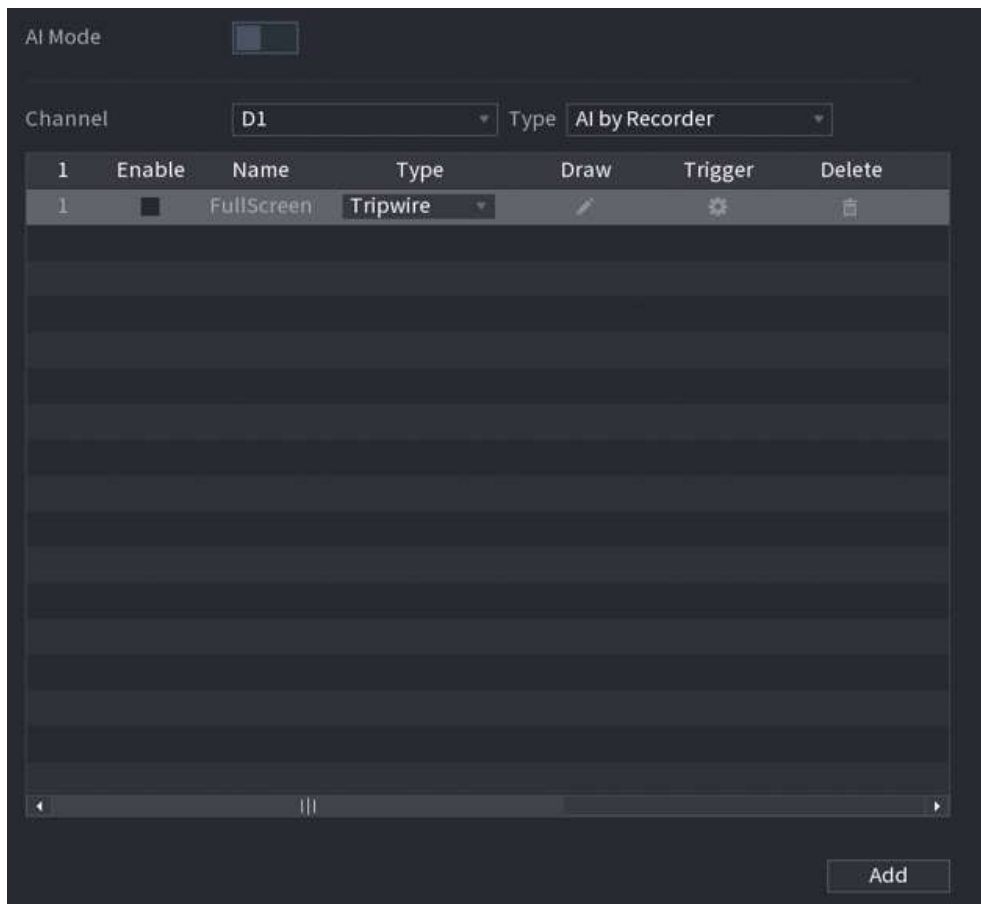 AI Mode
Channel D1 Type AI by Recorder
1 Enable Name Type Draw Trigger Delete
1 FullScreen Tripwire
Add